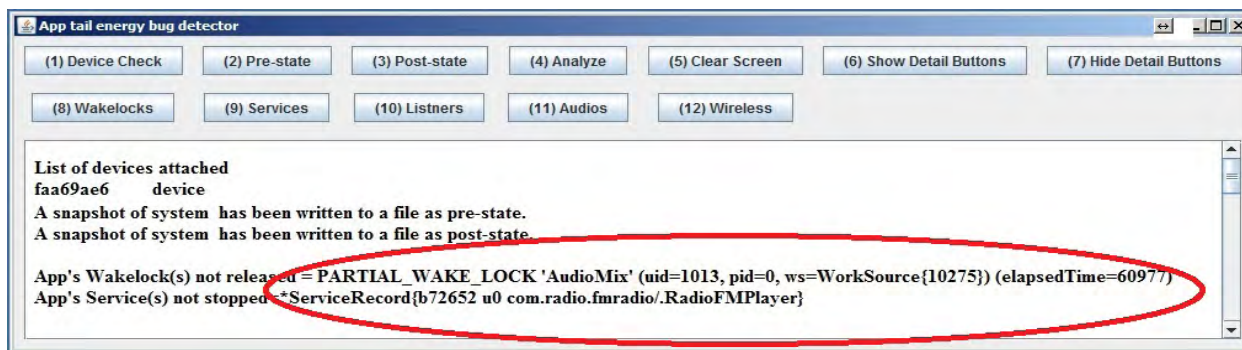 App tail energy bug detector
(1) Device Check (2) Pre-state (3) Post-state (4) Analyze (5) Clear Screen (6) Show Detail Buttons (7) Hide Detail Buttons
(8) Wakelocks (9) Services (10) Listners (11) Audios (12) Wireless
List of devices attached
faa69ae6 device
A snapshot of system has been written to a file as pre-state.
A snapshot of system has been written to a file as post-state.
App's Wakelock(s) not released = PARTIAL_WAKE_LOCK 'AudioMix' (uid=1013, pid=0, ws=WorkSource{10275}) (elapsedTime=60977)
App's Service(s) not stopped=*ServiceRecord{b72652 u0 com.radio.fmradio/.RadioFMPlayer}